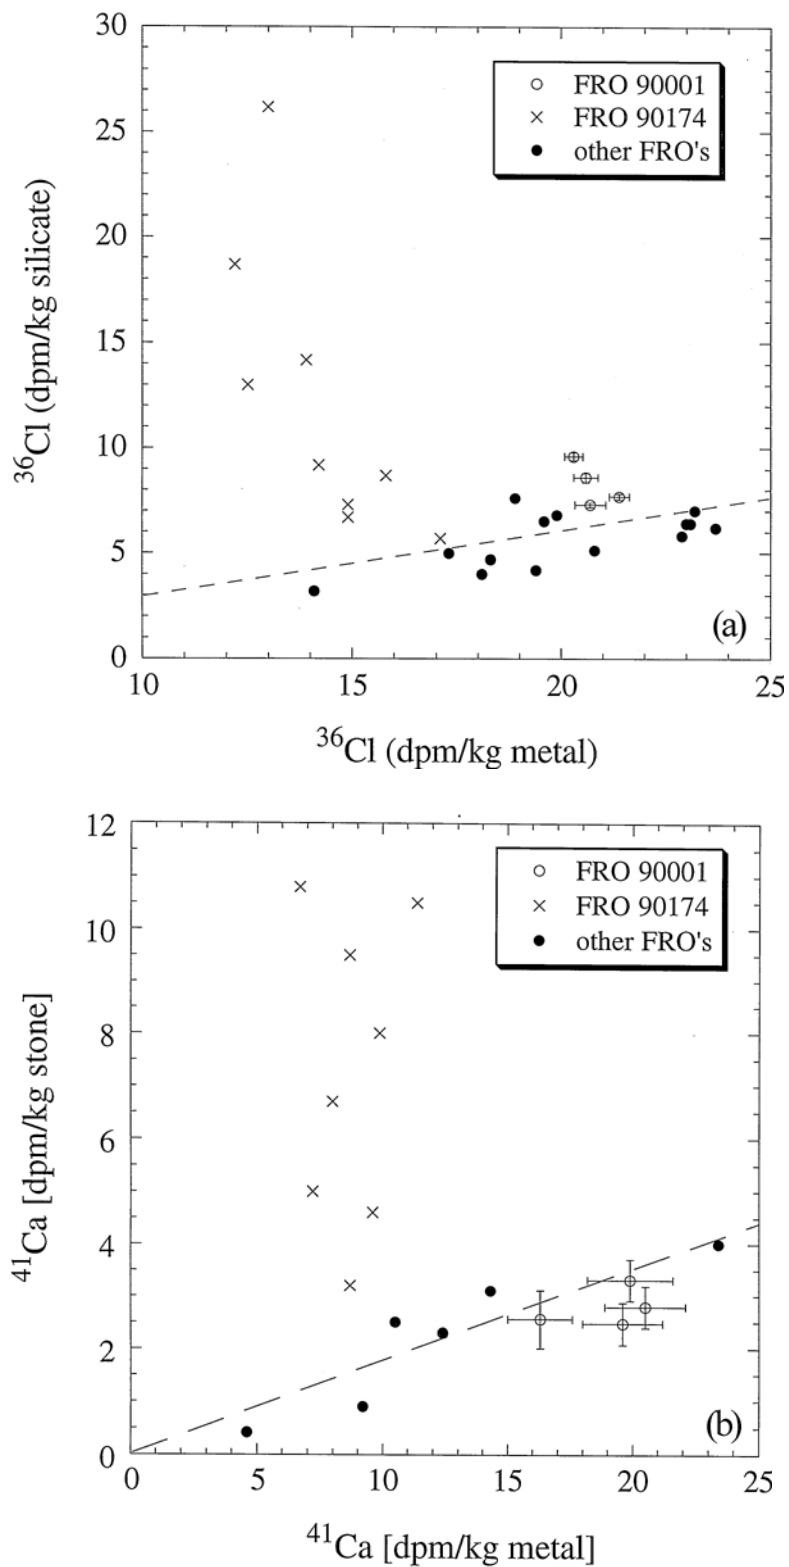 30
25
20
15
10
5
0
³⁶Cl (dpm/kg silicate)
FRO 90001
FRO 90174
other FRO's
(a)
10 15 20 25
³⁶Cl (dpm/kg metal)
12
10
8
6
4
2
0
⁴¹Ca [dpm/kg stone]
FRO 90001
FRO 90174
other FRO's
(b)
0 5 10 15 20 25
⁴¹Ca [dpm/kg metal]